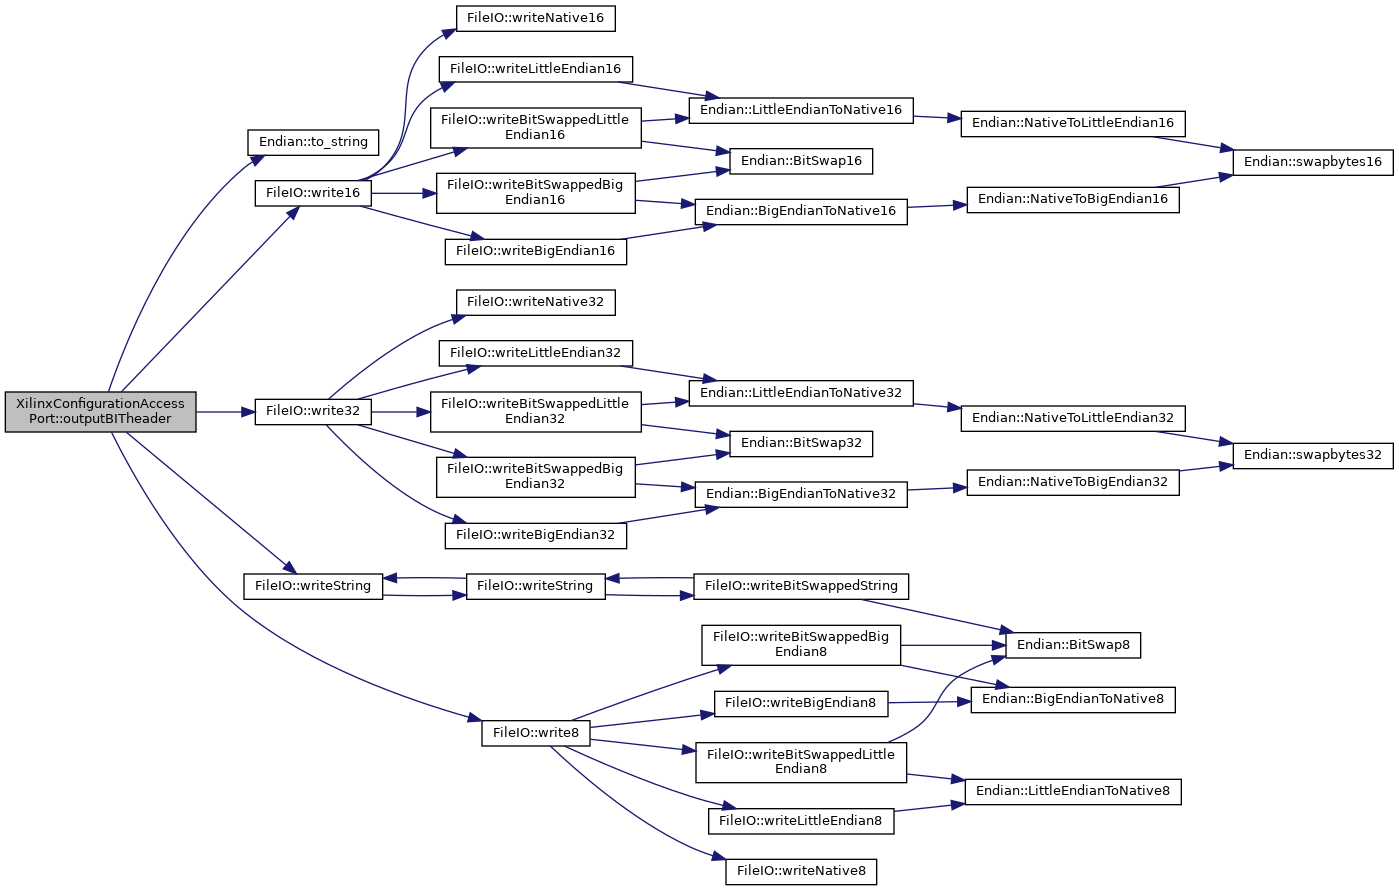 FileIO::writeNative16
FileIO::writeLittleEndian16
Endian::LittleEndianToNative16
FileIO::writeBitSwappedLittle
Endian16
Endian::NativeToLittleEndian16
Endian::to_string
Endian::BitSwap16
Endian::swapbytes16
FileIO::write16
FileIO::writeBitSwappedBig
Endian16
Endian::NativeToBigEndian16
Endian::BigEndianToNative16
FileIO::writeBigEndian16
FileIO::writeNative32
FileIO::writeLittleEndian32
Endian::LittleEndianToNative32
XilinxConfigurationAccess
Port::outputBITheader
FileIO::write32
FileIO::writeBitSwappedLittle
Endian32
Endian::NativeToLittleEndian32
Endian::BitSwap32
Endian::swapbytes32
FileIO::writeBitSwappedBig
Endian32
Endian::NativeToBigEndian32
Endian::BigEndianToNative32
FileIO::writeBigEndian32
FileIO::writeString
FileIO::writeString
FileIO::writeBitSwappedString
FileIO::writeBitSwappedBig
Endian8
Endian::BitSwap8
FileIO::writeBigEndian8
Endian::BigEndianToNative8
FileIO::write8
FileIO::writeBitSwappedLittle
Endian8
Endian::LittleEndianToNative8
FileIO::writeLittleEndian8
FileIO::writeNative8